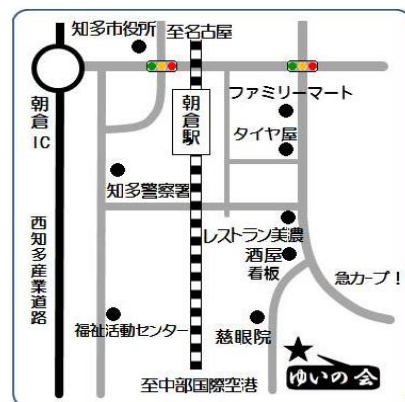 知多市役所
至名古屋
朝倉IC
朝倉駅
ファミリーマート
タイヤ屋
知多警察署
西知多産業道路
レストラン美濃
酒屋
看板
急カーブ！
福祉活動センター
慈眼院
ゆいの会
至中部国際空港